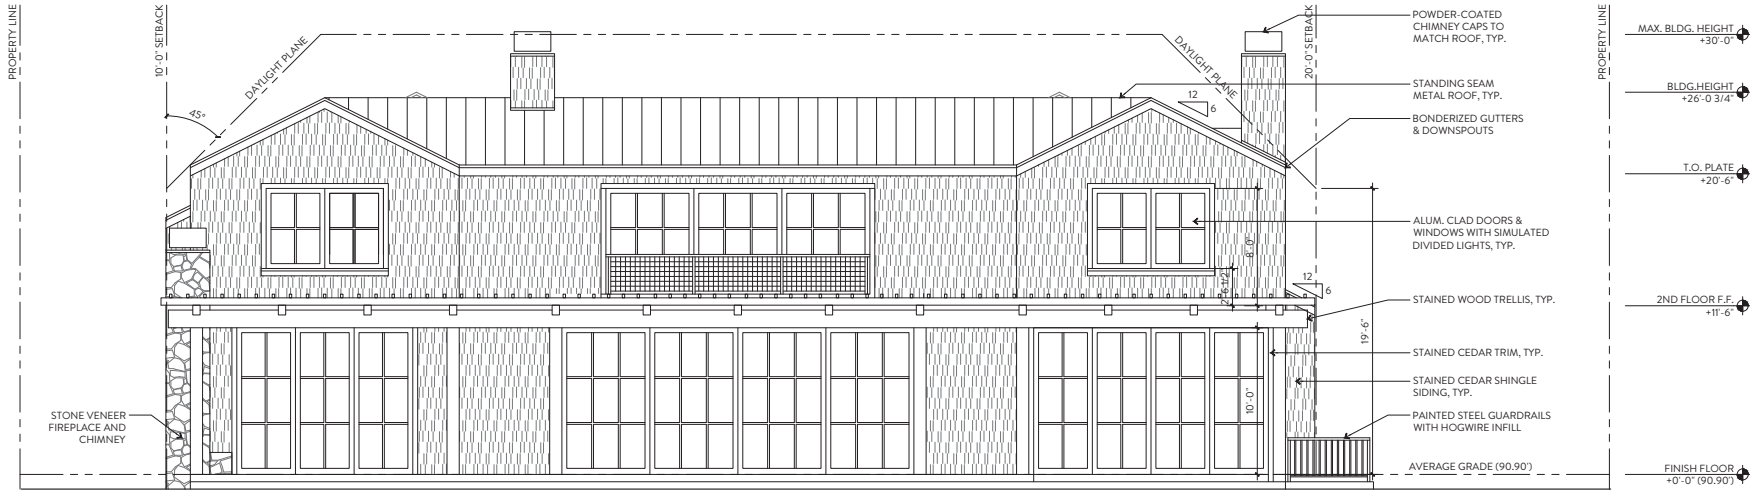 PROPERTY LINE
10'-0" SETBACK
DAYLIGHT PLANE
45°
DAYLIGHT PLANE
12
6
20'-0" SETBACK
PROPERTY LINE
POWDER-COATED
CHIMNEY CAPS TO
MATCH ROOF, TYP.
STANDING SEAM
METAL ROOF, TYP.
BONDERIZED GUTTERS
& DOWNSPOUTS
ALUM. CLAD DOORS &
WINDOWS WITH SIMULATED
DIVIDED LIGHTS, TYP.
STAINED WOOD TRELLIS, TYP.
STAINED CEDAR TRIM, TYP.
STAINED CEDAR SHINGLE
SIDING, TYP.
PAINTED STEEL GUARDRAILS
WITH HOGWIRE INFILL
AVERAGE GRADE (90.90')
8'-0"
2'-6 1/2"
12
6
19'-6"
10'-0"
STONE VENEER
FIREPLACE AND
CHIMNEY
MAX. BLDG. HEIGHT
+30'-0"
BLDG.HEIGHT
+26'-0 3/4"
T.O. PLATE
+20'-6"
2ND FLOOR F.F.
+11'-6"
FINISH FLOOR
+0'-0" (90.90')